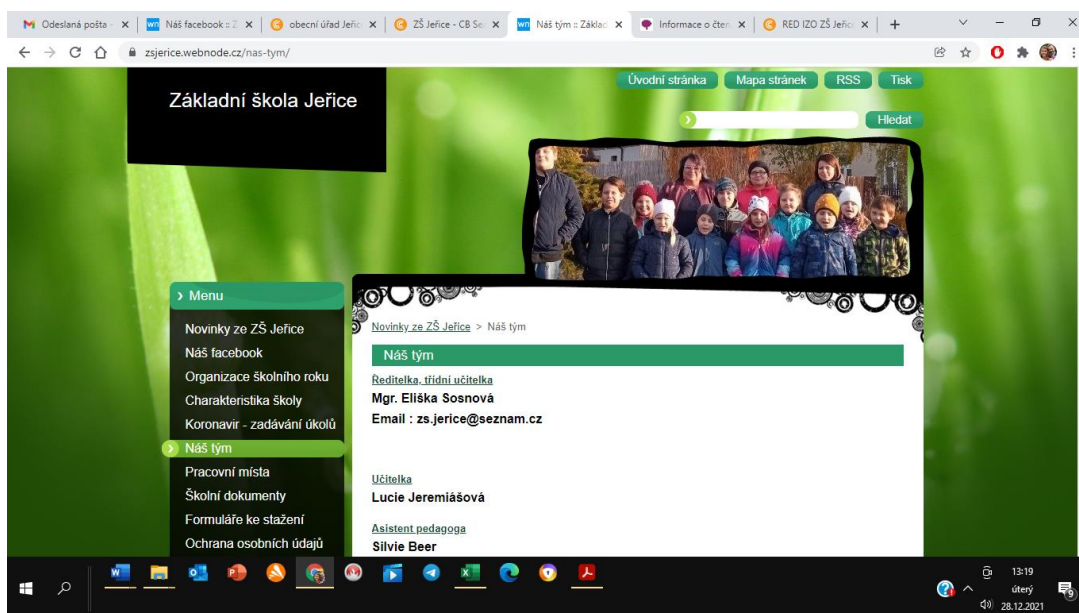 Odeslaná pošta -
Náš facebook :: Z
obecní úřad Jeřic
ZŠ Jeřice - CB Se
Náš tým :: Základ
Informace o čten
RED IZO ZŠ Jeřic
zsjerice.webnode.cz/nas-tym/
Úvodní stránka
Mapa stránek
RSS
Tisk
Základní škola Jeřice
Hledat
Menu
Novinky ze ZŠ Jeřice
Náš facebook
Organizace školního roku
Charakteristika školy
Koronavir - zadávání úkolů
Náš tým
Pracovní místa
Školní dokumenty
Formuláře ke stažení
Ochrana osobních údajů
Novinky ze ZŠ Jeřice > Náš tým
Náš tým
Ředitelka, třídní učitelka
Mgr. Eliška Sosnová
Email : zs.jerice@seznam.cz
Učitelka
Lucie Jeremiášová
Asistent pedagoga
Silvie Beer
13:19
úterý
28.12.2021
9